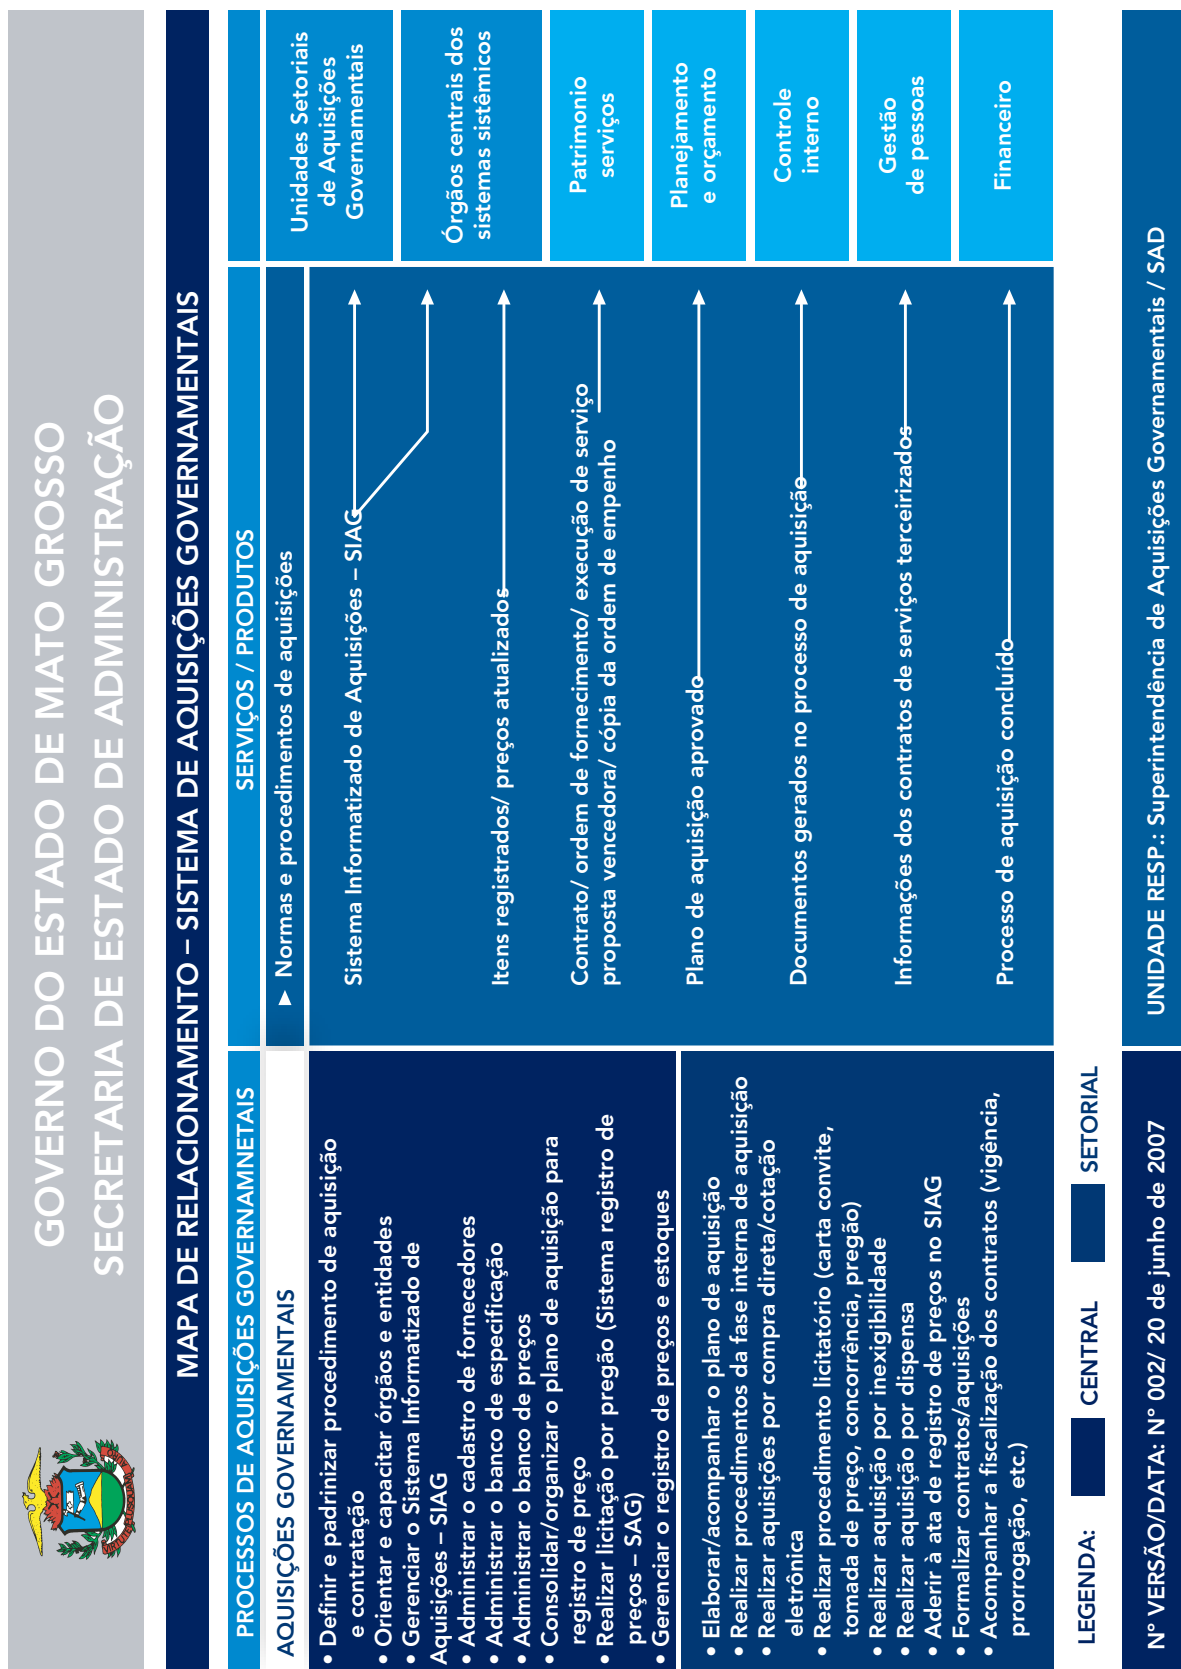 GOVERNO DO ESTADO DE MATO GROSSO
SECRETARIA DE ESTADO DE ADMINISTRAÇÃO
MAPA DE RELACIONAMENTO – SISTEMA DE AQUISIÇÕES GOVERNAMENTAIS
PROCESSOS DE AQUISIÇÕES GOVERNAMNETAIS
SERVIÇOS / PRODUTOS
AQUISIÇÕES GOVERNAMENTAIS
• Definir e padrinizar procedimento de aquisição
e contratação
• Orientar e capacitar órgãos e entidades
• Gerenciar o Sistema Informatizado de
Aquisições – SIAG
• Administrar o cadastro de fornecedores
• Administrar o banco de especificação
• Administrar o banco de preços
• Consolidar/organizar o plano de aquisição para
registro de preço
• Realizar licitação por pregão (Sistema registro de
preços – SAG)
• Gerenciar o registro de preços e estoques
• Elaborar/acompanhar o plano de aquisição
• Realizar procedimentos da fase interna de aquisição
• Realizar aquisições por compra direta/cotação
eletrônica
• Realizar procedimento licitatório (carta convite,
tomada de preço, concorrência, pregão)
• Realizar aquisição por inexigibilidade
• Realizar aquisição por dispensa
• Aderir à ata de registro de preços no SIAG
• Formalizar contratos/aquisições
• Acompanhar a fiscalização dos contratos (vigência,
prorrogação, etc.)
► Normas e procedimentos de aquisições
Sistema Informatizado de Aquisições – SIAG
Itens registrados/ preços atualizados
Contrato/ ordem de fornecimento/ execução de serviço
proposta vencedora/ cópia da ordem de empenho
Plano de aquisição aprovado
Documentos gerados no processo de aquisição
Informações dos contratos de serviços terceirizados
Processo de aquisição concluído
Unidades Setoriais
de Aquisições
Governamentais
Órgãos centrais dos
sistemas sistêmicos
Patrimonio
serviços
Planejamento
e orçamento
Controle
interno
Gestão
de pessoas
Financeiro
LEGENDA:
CENTRAL
SETORIAL
N° VERSÃO/DATA: N° 002/ 20 de junho de 2007
UNIDADE RESP.: Superintendência de Aquisições Governamentais / SAD